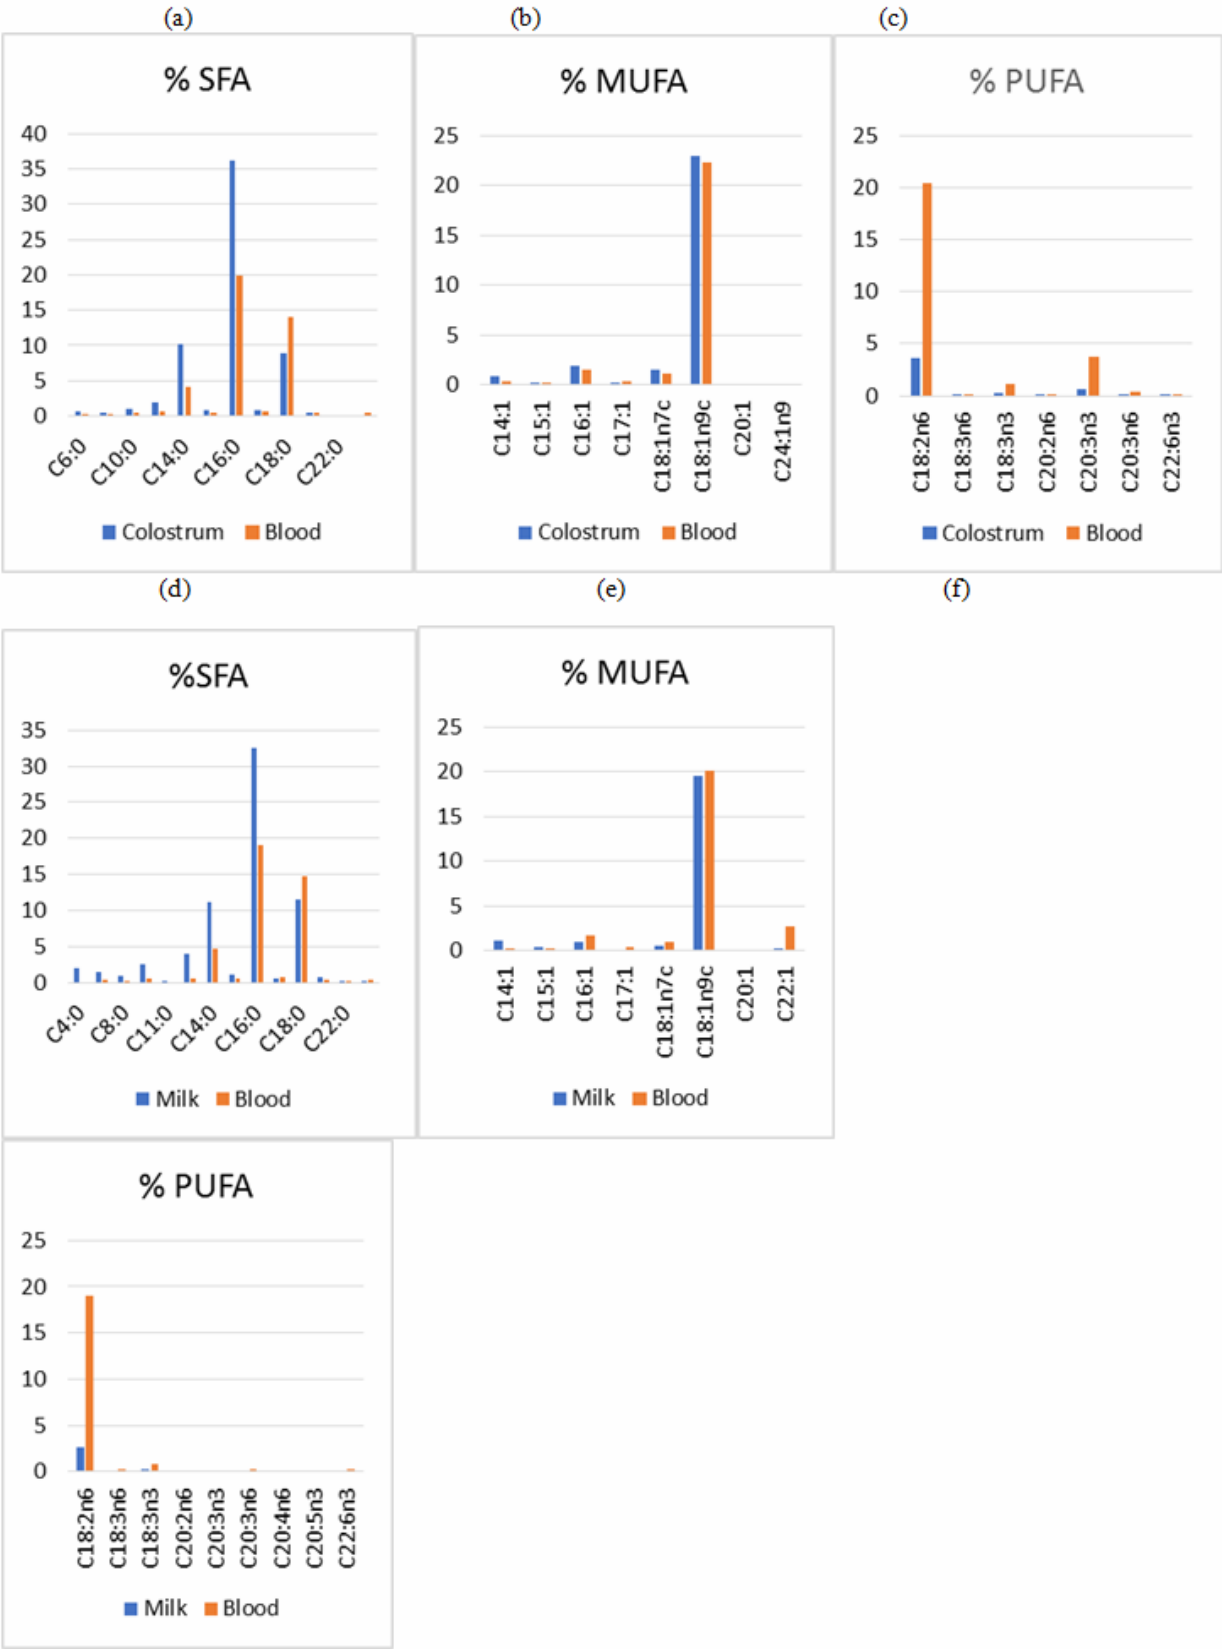 (a) (b) (c)
% SFA
40
35
30
25
20
15
10
5
0
C6:0 C10:0 C14:0 C16:0 C18:0 C22:0
Colostrum Blood
% MUFA
25
20
15
10
5
0
C14:1 C15:1 C16:1 C17:1 C18:1n7c C18:1n9c C20:1 C24:1n9
Colostrum Blood
% PUFA
25
20
15
10
5
0
C18:2n6 C18:3n6 C18:3n3 C20:2n6 C20:3n3 C20:3n6 C22:6n3
Colostrum Blood
(d) (e) (f)
%SFA
35
30
25
20
15
10
5
0
C4:0 C8:0 C11:0 C14:0 C16:0 C18:0 C22:0
Milk Blood
% MUFA
25
20
15
10
5
0
C14:1 C15:1 C16:1 C17:1 C18:1n7c C18:1n9c C20:1 C22:1
Milk Blood
% PUFA
25
20
15
10
5
0
C18:2n6 C18:3n6 C18:3n3 C20:2n6 C20:3n3 C20:3n6 C20:4n6 C20:5n3 C22:6n3
Milk Blood